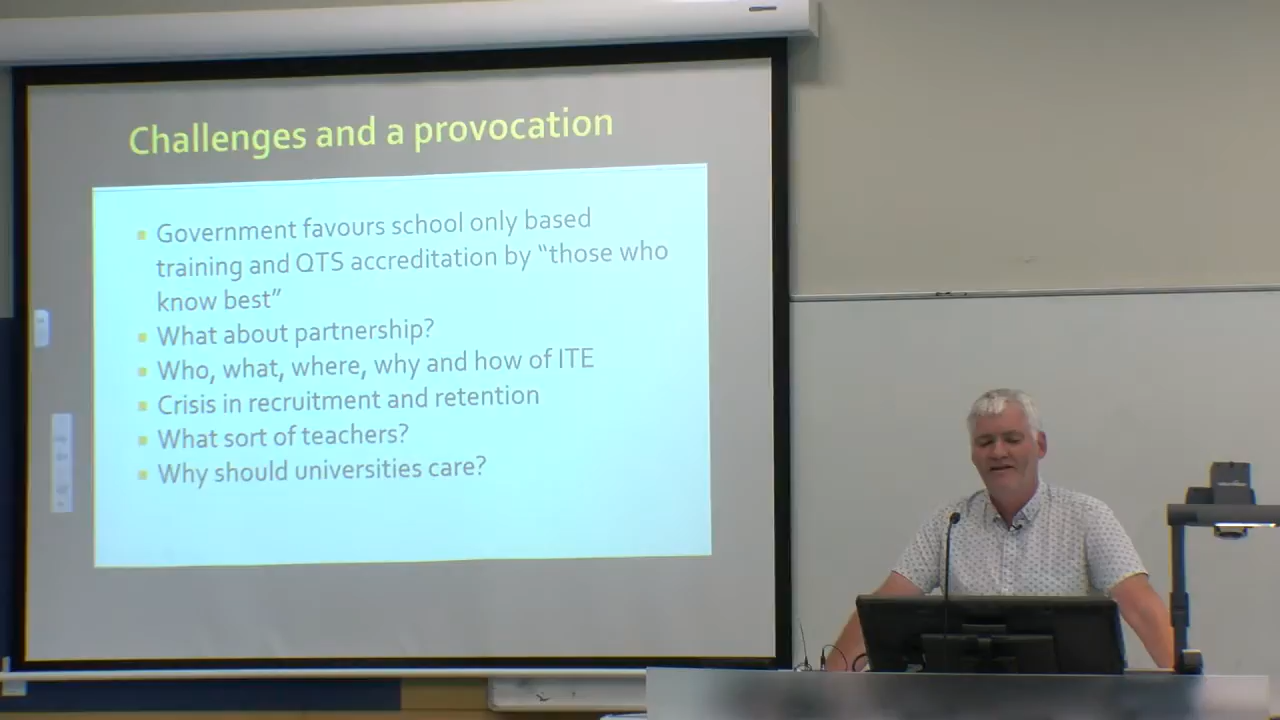 Challenges and a provocation
Government favours school only based
training and QTS accreditation by “those who
know best”
What about partnership?
Who, what, where, why and how of ITE
Crisis in recruitment and retention
What sort of teachers?
Why should universities care?